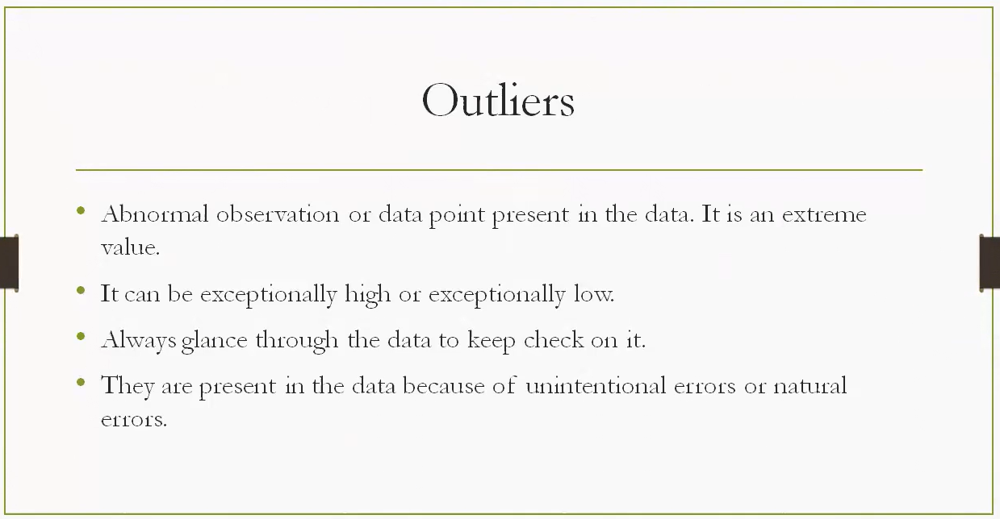 Outliers
• Abnormal observation or data point present in the data. It is an extreme
value.
• It can be exceptionally high or exceptionally low.
• Always glance through the data to keep check on it.
• They are present in the data because of unintentional errors or natural
errors.